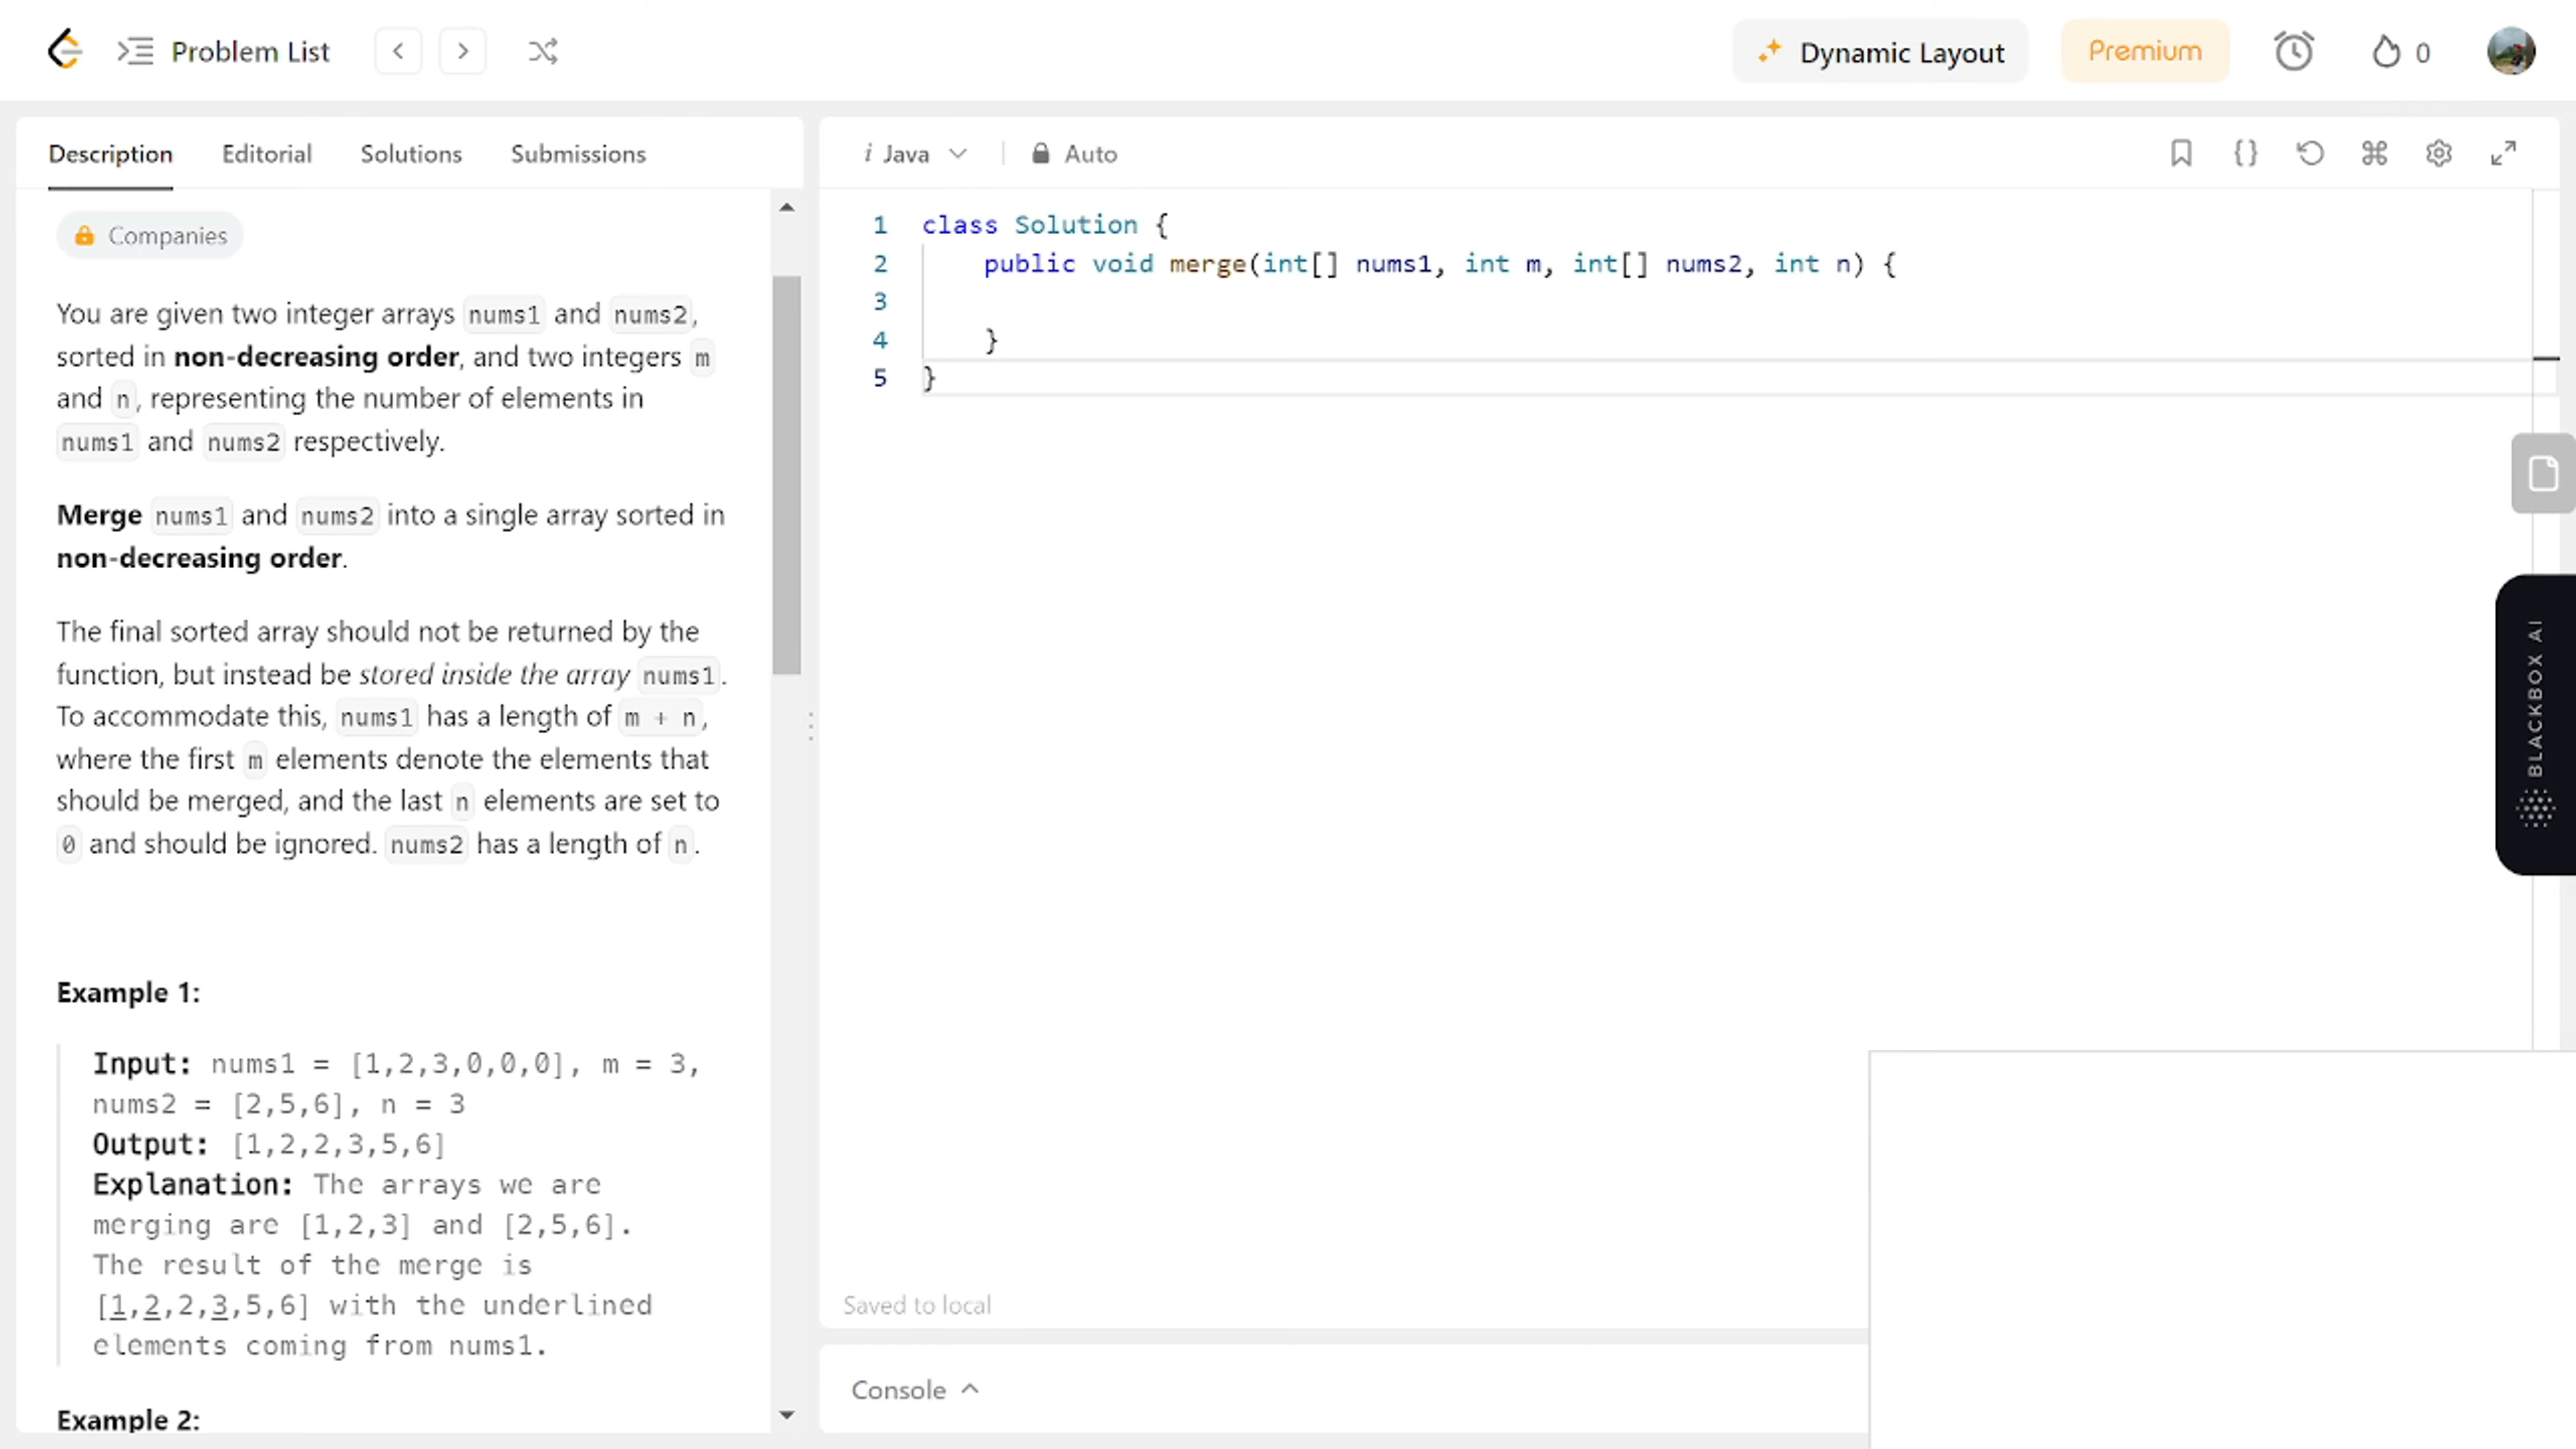 Problem List
Dynamic Layout
Premium
0
Description
Editorial
Solutions
Submissions
Companies
You are given two integer arrays nums1 and nums2,
sorted in non-decreasing order, and two integers m
and n, representing the number of elements in
nums1 and nums2 respectively.
Merge nums1 and nums2 into a single array sorted in
non-decreasing order.
The final sorted array should not be returned by the
function, but instead be stored inside the array nums1.
To accommodate this, nums1 has a length of m + n,
where the first m elements denote the elements that
should be merged, and the last n elements are set to
0 and should be ignored. nums2 has a length of n.
Example 1:
Input: nums1 = [1,2,3,0,0,0], m = 3,
nums2 = [2,5,6], n = 3
Output: [1,2,2,3,5,6]
Explanation: The arrays we are
merging are [1,2,3] and [2,5,6].
The result of the merge is
[1,2,2,3,5,6] with the underlined
elements coming from nums1.
Example 2:
i Java
Auto
1 class Solution {
2 public void merge(int[] nums1, int m, int[] nums2, int n) {
3
4 }
5 }
Saved to local
Console
BLACKBOX AI